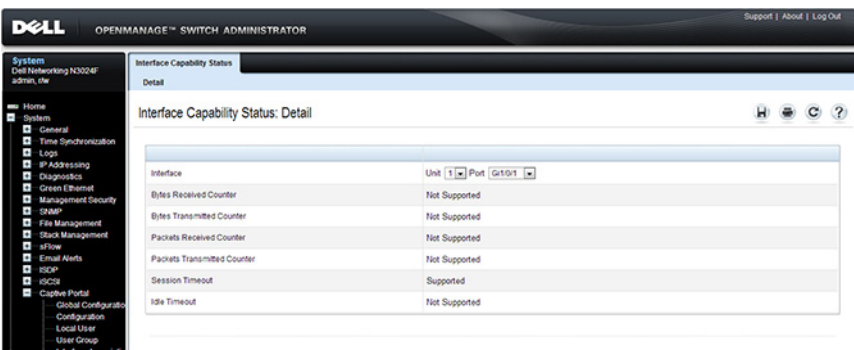 Support | About | Log Out
DELL OPENMANAGE™ SWITCH ADMINISTRATOR
System
Dell Networking N3024F
admin, r/w
Home
System
General
Time Synchronization
Logs
IP Addressing
Diagnostics
Green Ethernet
Management Security
SNMP
File Management
Stack Management
sFlow
Email Alerts
ISDP
iSCSI
Captive Portal
Global Configuratio
Configuration
Local User
User Group
Interface Capability Status
Detail
Interface Capability Status: Detail
Interface Unit 1 Port Gi1/0/1
Bytes Received Counter Not Supported
Bytes Transmitted Counter Not Supported
Packets Received Counter Not Supported
Packets Transmitted Counter Not Supported
Session Timeout Supported
Idle Timeout Not Supported